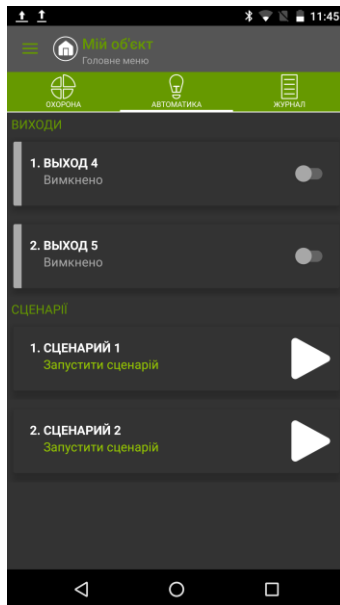 11:45
Мій об'єкт
Головне меню
ОХОРОНА АВТОМАТИКА ЖУРНАЛ
ВИХОДИ
1. ВЫХОД 4
Вимкнено
2. ВЫХОД 5
Вимкнено
СЦЕНАРІЇ
1. СЦЕНАРИЙ 1
Запустити сценарій
2. СЦЕНАРИЙ 2
Запустити сценарій